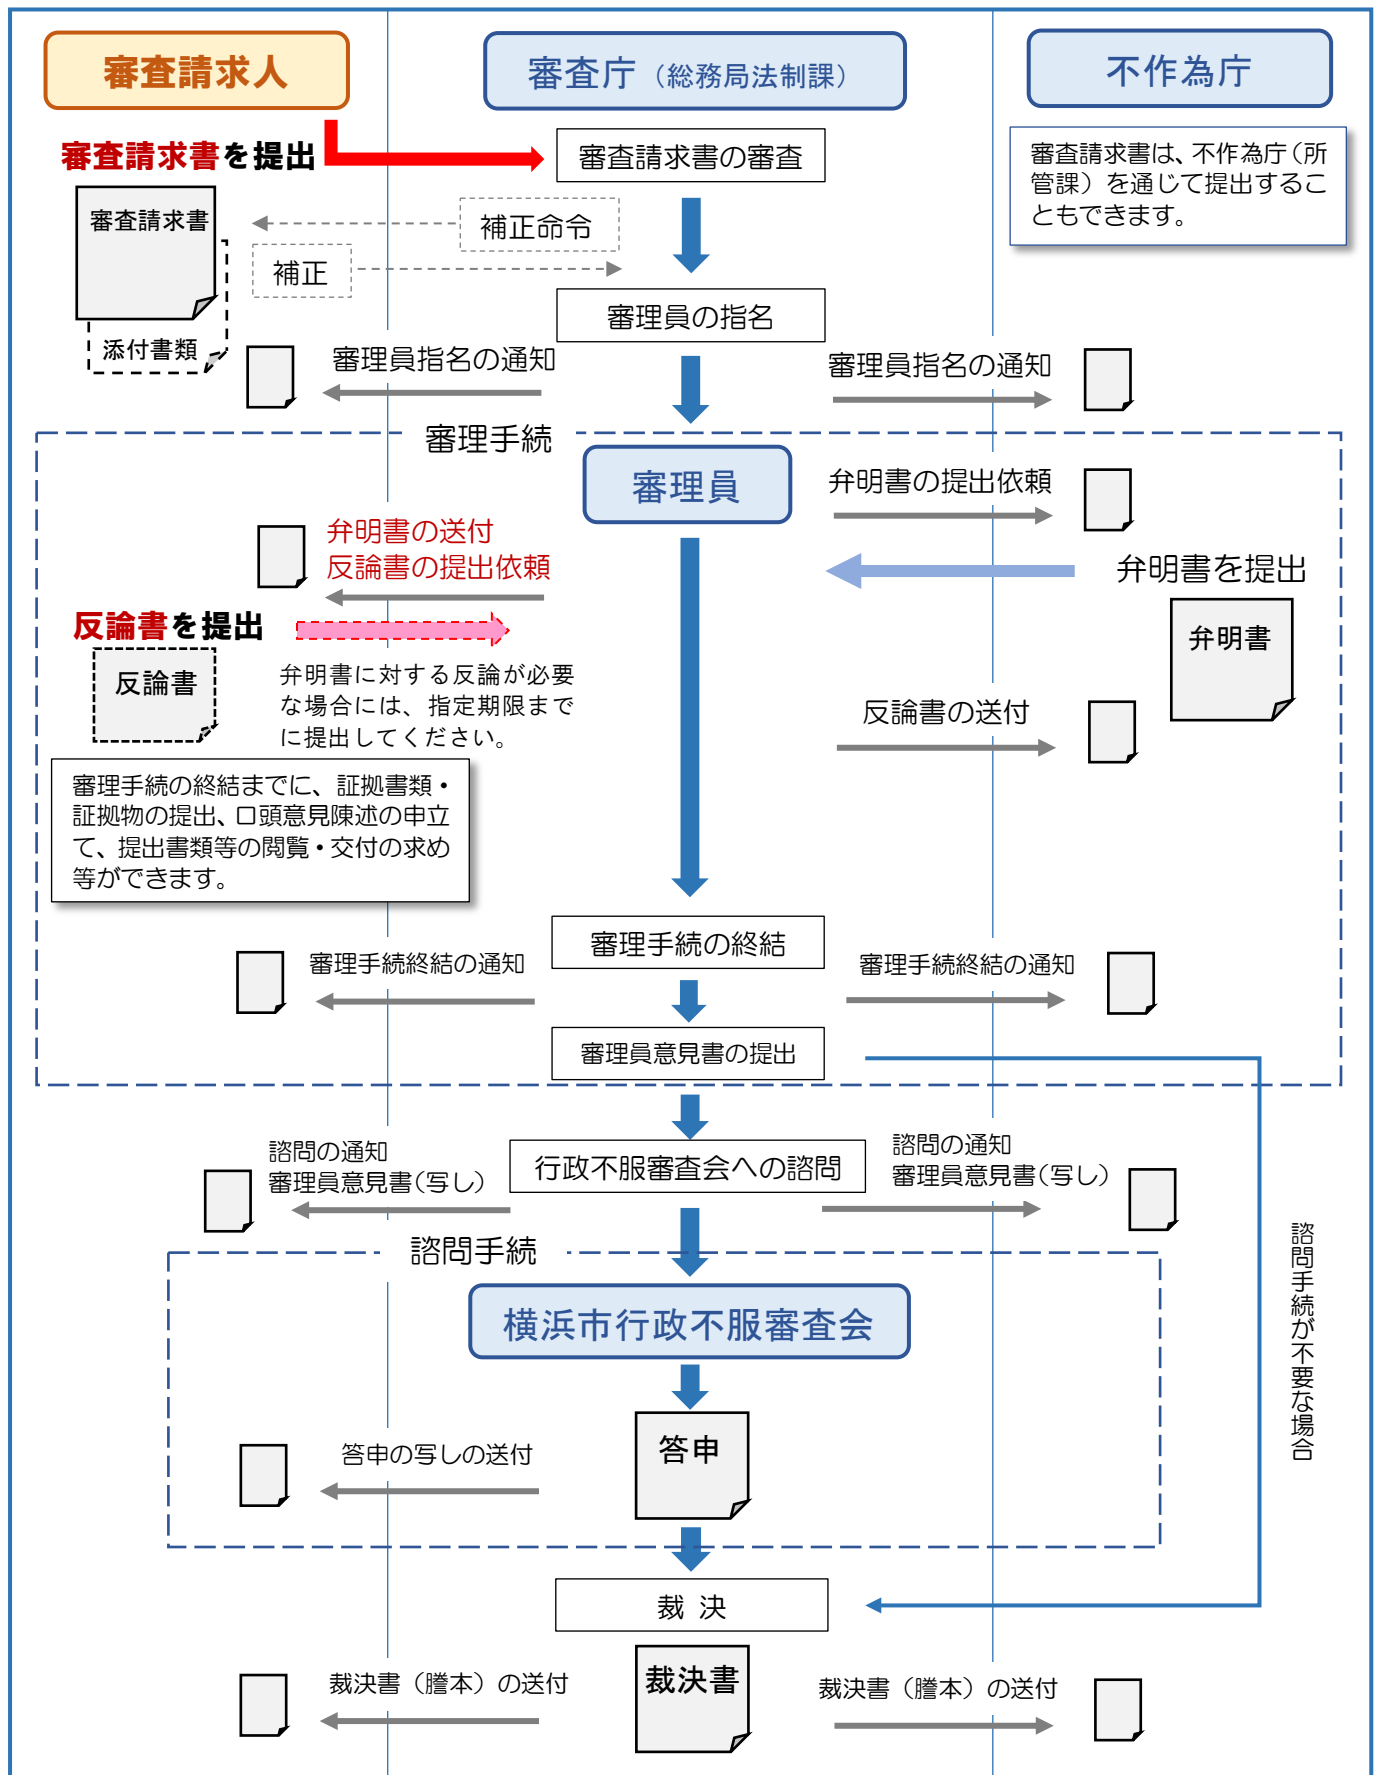 審査請求人
審査庁（総務局法制課）
不作為庁
審査請求書を提出
審査請求書の審査
審査請求書は、不作為庁（所
管課）を通じて提出するこ
ともできます。
審査請求書
補正命令
補正
添付書類
審理員の指名
審理員指名の通知
審理員指名の通知
審理手続
審理員
弁明書の提出依頼
弁明書の送付
反論書の提出依頼
弁明書を提出
反論書を提出
弁明書
反論書
弁明書に対する反論が必要
な場合には、指定期限まで
に提出してください。
反論書の送付
審理手続の終結までに、証拠書類・
証拠物の提出、口頭意見陳述の申立
て、提出書類等の閲覧・交付の求め
等ができます。
審理手続の終結
審理手続終結の通知
審理手続終結の通知
審理員意見書の提出
諮問の通知
審理員意見書（写し）
行政不服審査会への諮問
諮問の通知
審理員意見書（写し）
諮問手続
諮問手続が不要な場合
横浜市行政不服審査会
答申
答申の写しの送付
裁 決
裁決書
裁決書（謄本）の送付
裁決書（謄本）の送付